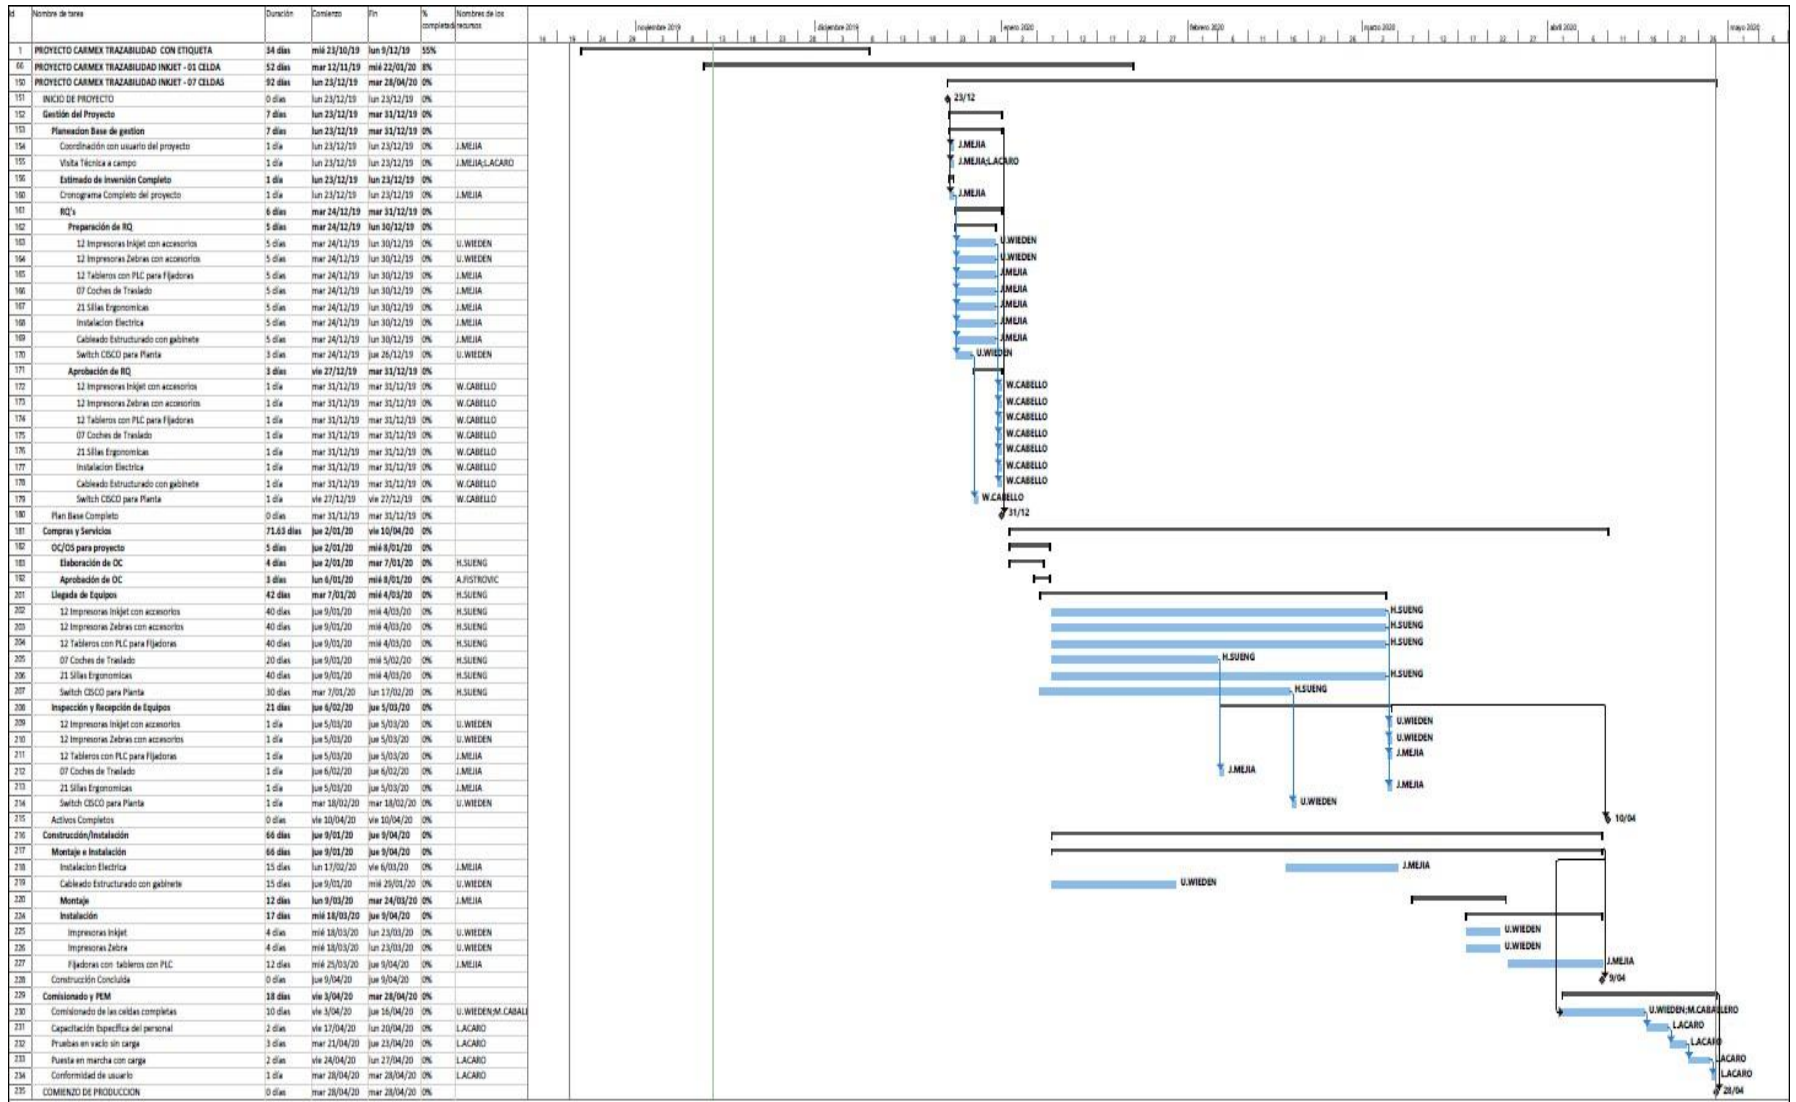 Id Nombre de tarea Duración Comienzo Fin % completado Nombres de los recursos
noviembre 2019 diciembre 2019 enero 2020 febrero 2020 marzo 2020 abril 2020 mayo 2020
1 PROYECTO CARMEX TRAZABILIDAD CON ETIQUETA 34 días mié 23/10/19 lun 9/12/19 55%
66 PROYECTO CARMEX TRAZABILIDAD INKJET - 01 CELDA 52 días mar 12/11/19 mié 22/01/20 8%
150 PROYECTO CARMEX TRAZABILIDAD INKJET - 07 CELDAS 92 días lun 23/12/19 mar 28/04/20 0%
151 INICIO DE PROYECTO 0 días lun 23/12/19 lun 23/12/19 0% 23/12
152 Gestión del Proyecto 7 días lun 23/12/19 mar 31/12/19 0%
153 Planeacion Base de gestion 7 días lun 23/12/19 mar 31/12/19 0%
154 Coordinación con usuario del proyecto 1 día lun 23/12/19 lun 23/12/19 0% J.MEJIA J.MEJIA
155 Visita Técnica a campo 1 día lun 23/12/19 lun 23/12/19 0% J.MEJIA;L.ACARO J.MEJIA;L.ACARO
156 Estimado de Inversión Completo 1 día lun 23/12/19 lun 23/12/19 0%
160 Cronograma Completo del proyecto 1 día lun 23/12/19 lun 23/12/19 0% J.MEJIA J.MEJIA
161 RQ's 6 días mar 24/12/19 mar 31/12/19 0%
162 Preparación de RQ 5 días mar 24/12/19 lun 30/12/19 0%
163 12 Impresoras Inkjet con accesorios 5 días mar 24/12/19 lun 30/12/19 0% U.WIEDEN U.WIEDEN
164 12 Impresoras Zebras con accesorios 5 días mar 24/12/19 lun 30/12/19 0% U.WIEDEN U.WIEDEN
165 12 Tableros con PLC para Fijadoras 5 días mar 24/12/19 lun 30/12/19 0% J.MEJIA J.MEJIA
166 07 Coches de Traslado 5 días mar 24/12/19 lun 30/12/19 0% J.MEJIA J.MEJIA
167 21 Sillas Ergonomicas 5 días mar 24/12/19 lun 30/12/19 0% J.MEJIA J.MEJIA
168 Instalacion Electrica 5 días mar 24/12/19 lun 30/12/19 0% J.MEJIA J.MEJIA
169 Cableado Estructurado con gabinete 5 días mar 24/12/19 lun 30/12/19 0% J.MEJIA J.MEJIA
170 Switch CISCO para Planta 3 días mar 24/12/19 jue 26/12/19 0% U.WIEDEN U.WIEDEN
171 Aprobación de RQ 3 días vie 27/12/19 mar 31/12/19 0%
172 12 Impresoras Inkjet con accesorios 1 día mar 31/12/19 mar 31/12/19 0% W.CABELLO W.CABELLO
173 12 Impresoras Zebras con accesorios 1 día mar 31/12/19 mar 31/12/19 0% W.CABELLO W.CABELLO
174 12 Tableros con PLC para Fijadoras 1 día mar 31/12/19 mar 31/12/19 0% W.CABELLO W.CABELLO
175 07 Coches de Traslado 1 día mar 31/12/19 mar 31/12/19 0% W.CABELLO W.CABELLO
176 21 Sillas Ergonomicas 1 día mar 31/12/19 mar 31/12/19 0% W.CABELLO W.CABELLO
177 Instalacion Electrica 1 día mar 31/12/19 mar 31/12/19 0% W.CABELLO W.CABELLO
178 Cableado Estructurado con gabinete 1 día mar 31/12/19 mar 31/12/19 0% W.CABELLO W.CABELLO
179 Switch CISCO para Planta 1 día vie 27/12/19 vie 27/12/19 0% W.CABELLO W.CABELLO
180 Plan Base Completo 0 días mar 31/12/19 mar 31/12/19 0% 31/12
181 Compras y Servicios 71.63 días jue 2/01/20 vie 10/04/20 0%
182 OC/OS para proyecto 5 días jue 2/01/20 mié 8/01/20 0%
183 Elaboración de OC 4 días jue 2/01/20 mar 7/01/20 0% H.SUENG
192 Aprobación de OC 3 días lun 6/01/20 mié 8/01/20 0% A.FISTROVIC
201 Llegada de Equipos 42 días mar 7/01/20 mié 4/03/20 0% H.SUENG
202 12 Impresoras Inkjet con accesorios 40 días jue 9/01/20 mié 4/03/20 0% H.SUENG H.SUENG
203 12 Impresoras Zebras con accesorios 40 días jue 9/01/20 mié 4/03/20 0% H.SUENG H.SUENG
204 12 Tableros con PLC para Fijadoras 40 días jue 9/01/20 mié 4/03/20 0% H.SUENG H.SUENG
205 07 Coches de Traslado 20 días jue 9/01/20 mié 5/02/20 0% H.SUENG H.SUENG
206 21 Sillas Ergonomicas 40 días jue 9/01/20 mié 4/03/20 0% H.SUENG H.SUENG
207 Switch CISCO para Planta 30 días mar 7/01/20 lun 17/02/20 0% H.SUENG H.SUENG
208 Inspección y Recepción de Equipos 21 días jue 6/02/20 jue 5/03/20 0%
209 12 Impresoras Inkjet con accesorios 1 día jue 5/03/20 jue 5/03/20 0% U.WIEDEN U.WIEDEN
210 12 Impresoras Zebras con accesorios 1 día jue 5/03/20 jue 5/03/20 0% U.WIEDEN U.WIEDEN
211 12 Tableros con PLC para Fijadoras 1 día jue 5/03/20 jue 5/03/20 0% J.MEJIA J.MEJIA
212 07 Coches de Traslado 1 día jue 6/02/20 jue 6/02/20 0% J.MEJIA J.MEJIA
213 21 Sillas Ergonomicas 1 día jue 5/03/20 jue 5/03/20 0% J.MEJIA J.MEJIA
214 Switch CISCO para Planta 1 día mar 18/02/20 mar 18/02/20 0% U.WIEDEN U.WIEDEN
215 Activos Completos 0 días vie 10/04/20 vie 10/04/20 0% 10/04
216 Construcción/Instalación 66 días jue 9/01/20 jue 9/04/20 0%
217 Montaje e Instalación 66 días jue 9/01/20 jue 9/04/20 0%
218 Instalacion Electrica 15 días lun 17/02/20 vie 6/03/20 0% J.MEJIA J.MEJIA
219 Cableado Estructurado con gabinete 15 días jue 9/01/20 mié 29/01/20 0% U.WIEDEN U.WIEDEN
220 Montaje 12 días lun 9/03/20 mar 24/03/20 0% J.MEJIA
224 Instalación 17 días mié 18/03/20 jue 9/04/20 0%
225 Impresoras Inkjet 4 días mié 18/03/20 lun 23/03/20 0% U.WIEDEN U.WIEDEN
226 Impresoras Zebra 4 días mié 18/03/20 lun 23/03/20 0% U.WIEDEN U.WIEDEN
227 Fijadoras con tableros con PLC 12 días mié 25/03/20 jue 9/04/20 0% J.MEJIA J.MEJIA
228 Construcción Concluida 0 días jue 9/04/20 jue 9/04/20 0% 9/04
229 Comisionado y PEM 18 días vie 3/04/20 mar 28/04/20 0%
230 Comisionado de las celdas completas 10 días vie 3/04/20 jue 16/04/20 0% U.WIEDEN;M.CABALL U.WIEDEN;M.CABALLERO
231 Capacitación Específica del personal 2 días vie 17/04/20 lun 20/04/20 0% L.ACARO L.ACARO
232 Pruebas en vacío sin carga 3 días mar 21/04/20 jue 23/04/20 0% L.ACARO L.ACARO
233 Puesta en marcha con carga 2 días vie 24/04/20 lun 27/04/20 0% L.ACARO L.ACARO
234 Conformidad de usuario 1 día mar 28/04/20 mar 28/04/20 0% L.ACARO L.ACARO
235 COMIENZO DE PRODUCCION 0 días mar 28/04/20 mar 28/04/20 0% 28/04